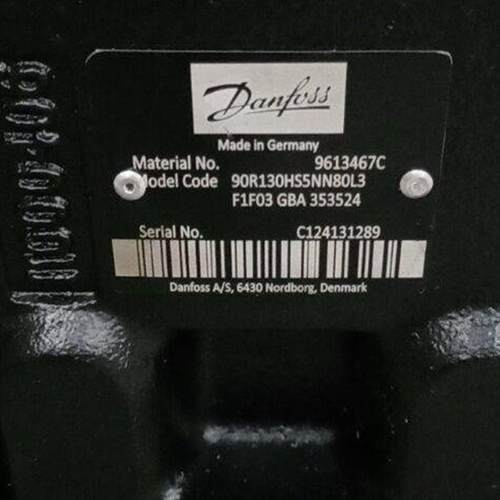 Danfoss
Made in Germany
Material No. 9613467C
Model Code 90R130HS5NN80L3
F1F03 GBA 353524
Serial No. C124131289
Danfoss A/S, 6430 Nordborg, Denmark